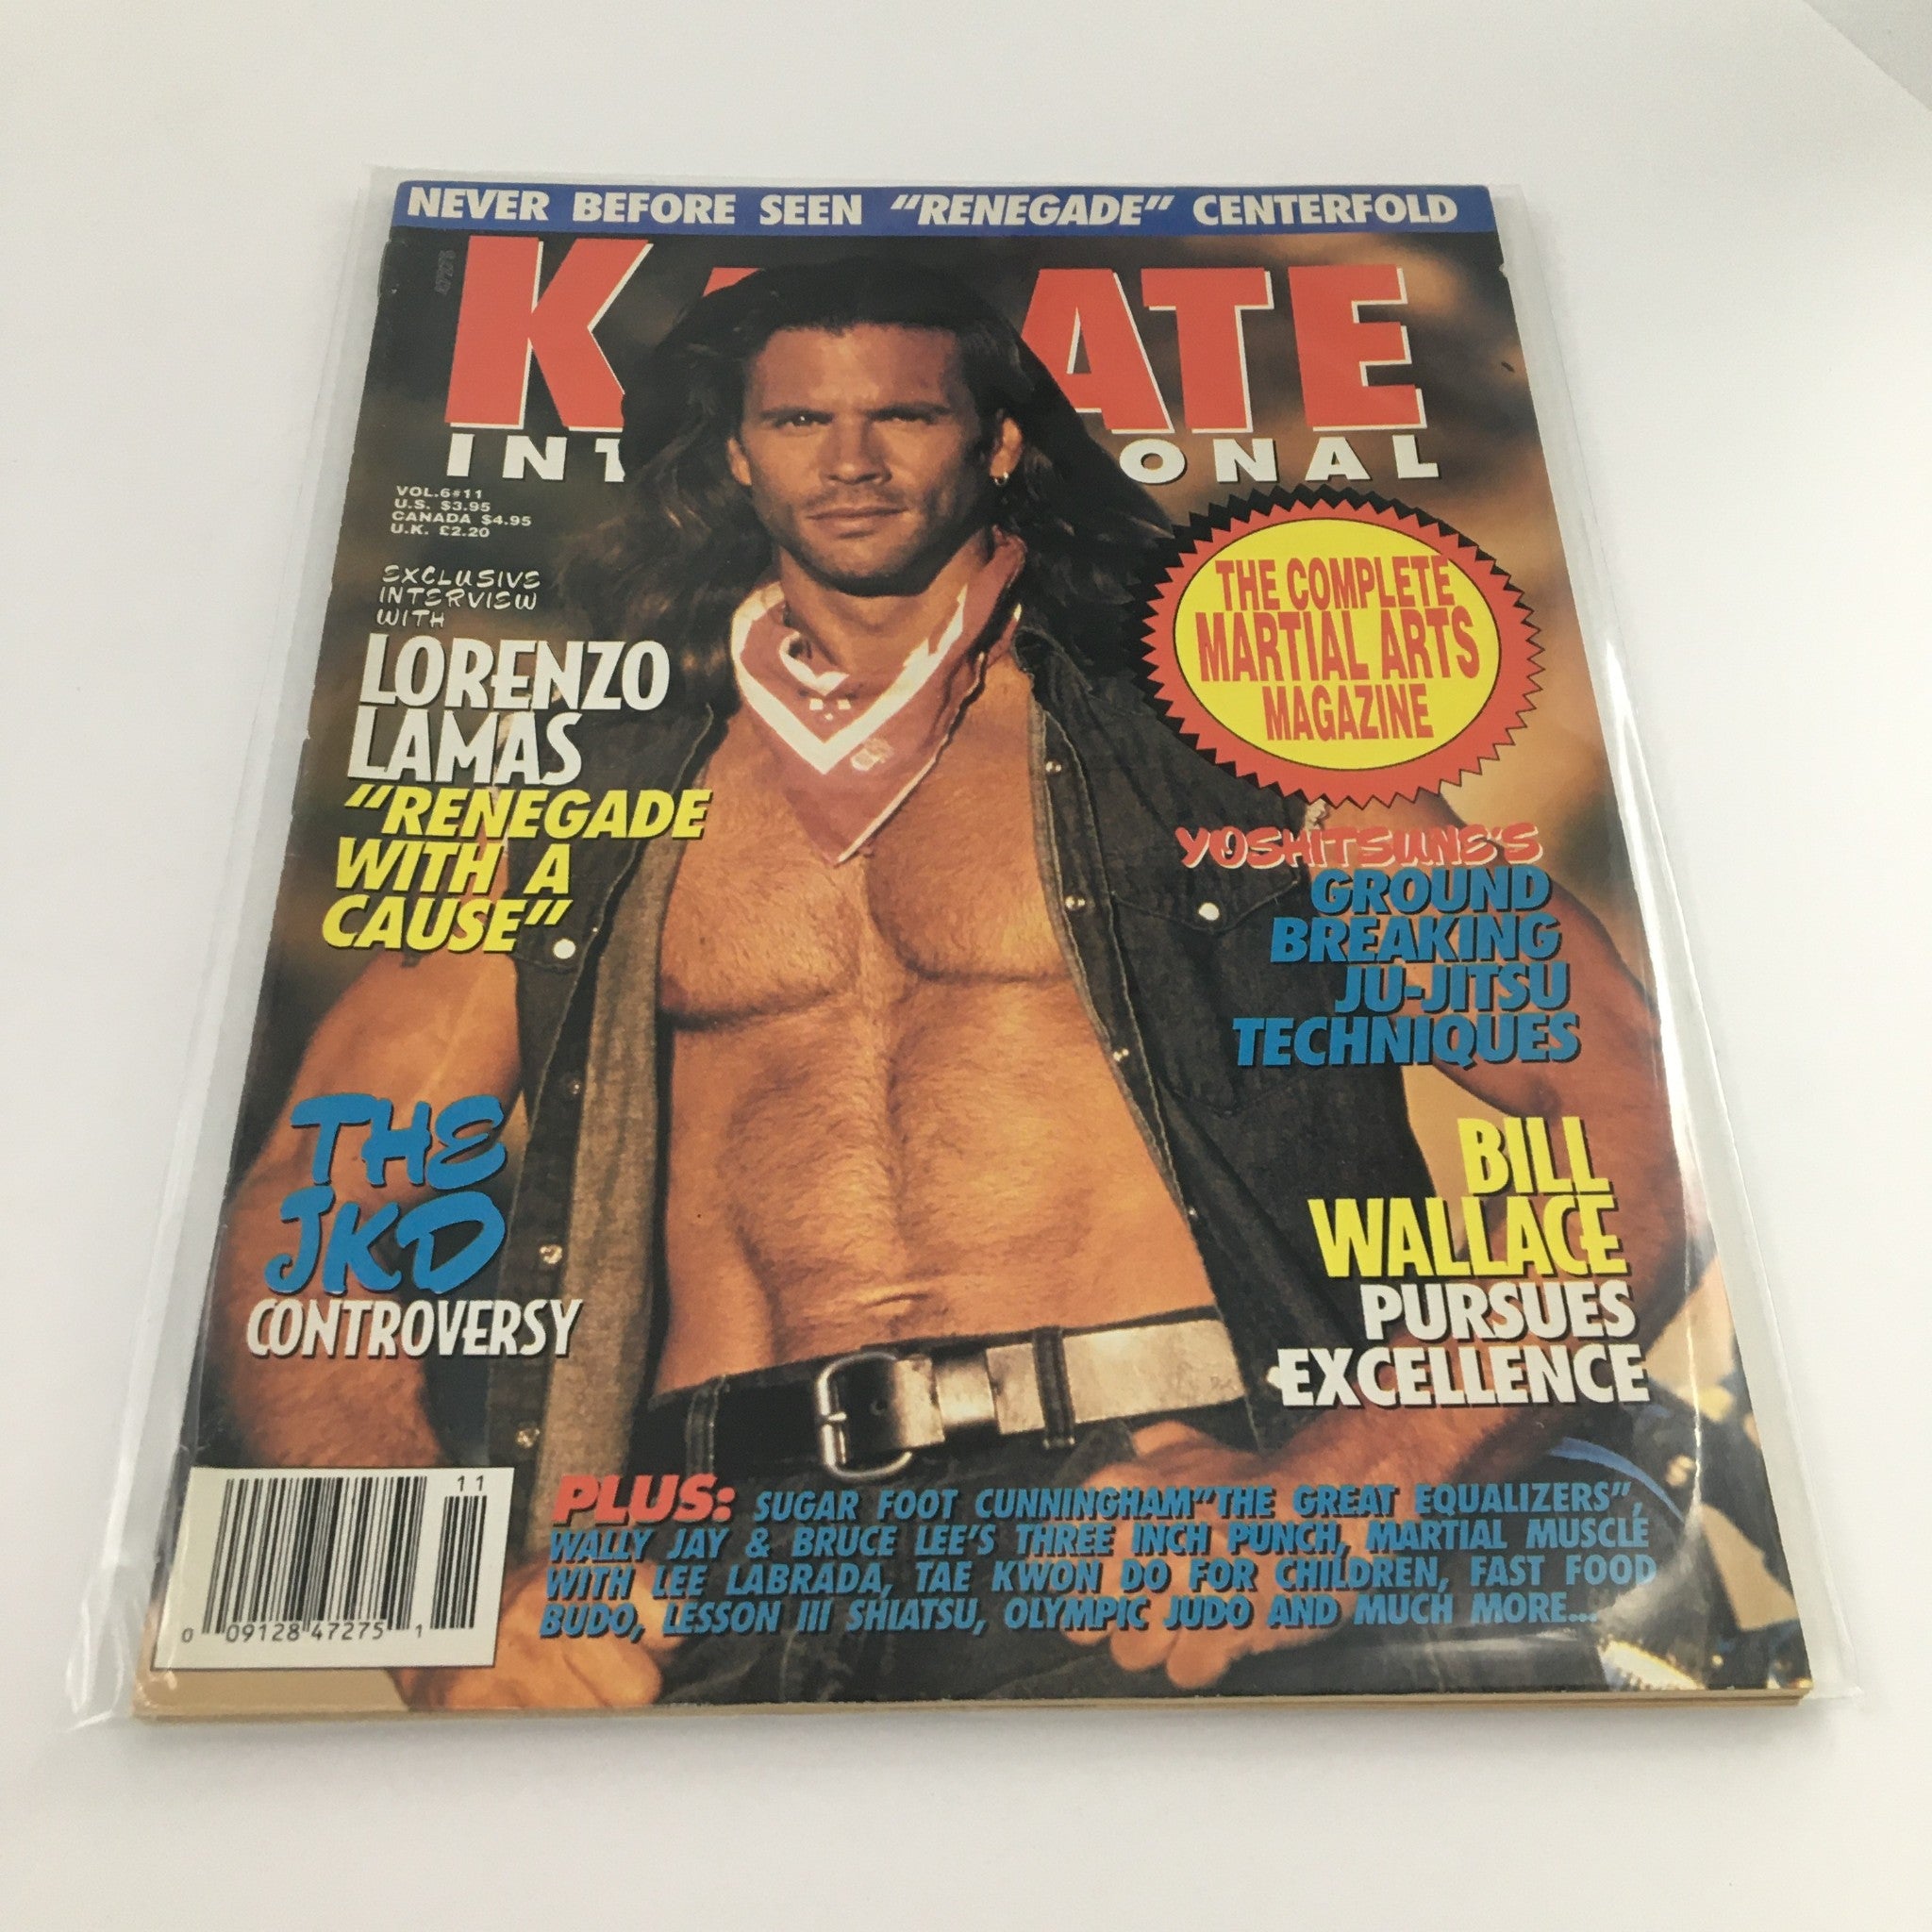 NEVER BEFORE SEEN "RENEGADE" CENTERFOLD
K ATE
INT ONAL
VOL.6#11
U.S. $3.95
CANADA $4.95
U.K. £2.20
EXCLUSIVE
INTERVIEW
WITH
LORENZO
LAMAS
"RENEGADE
WITH A
CAUSE"
THE COMPLETE
MARTIAL ARTS
MAGAZINE
YOSHITSUNE'S
GROUND
BREAKING
JU-JITSU
TECHNIQUES
THE
JKD
CONTROVERSY
BILL
WALLACE
PURSUES
EXCELLENCE
PLUS: SUGAR FOOT CUNNINGHAM"THE GREAT EQUALIZERS",
WALLY JAY & BRUCE LEE'S THREE INCH PUNCH, MARTIAL MUSCLE
WITH LEE LABRADA, TAE KWON DO FOR CHILDREN, FAST FOOD
BUDO, LESSON III SHIATSU, OLYMPIC JUDO AND MUCH MORE...
11
0 09128 47275 1